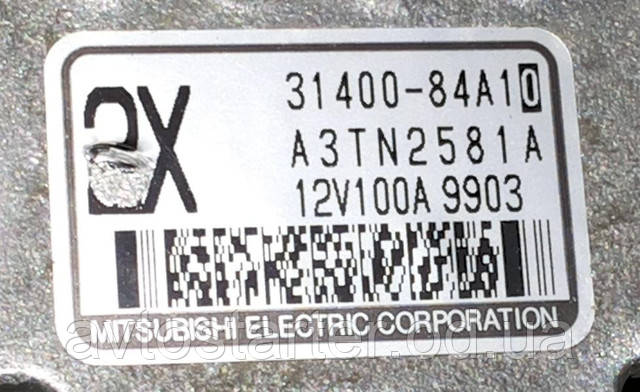 2X
31400-84A10
A3TN2581A
12V100A 9903
MITSUBISHI ELECTRIC CORPORATION
avtostarter.od.ua